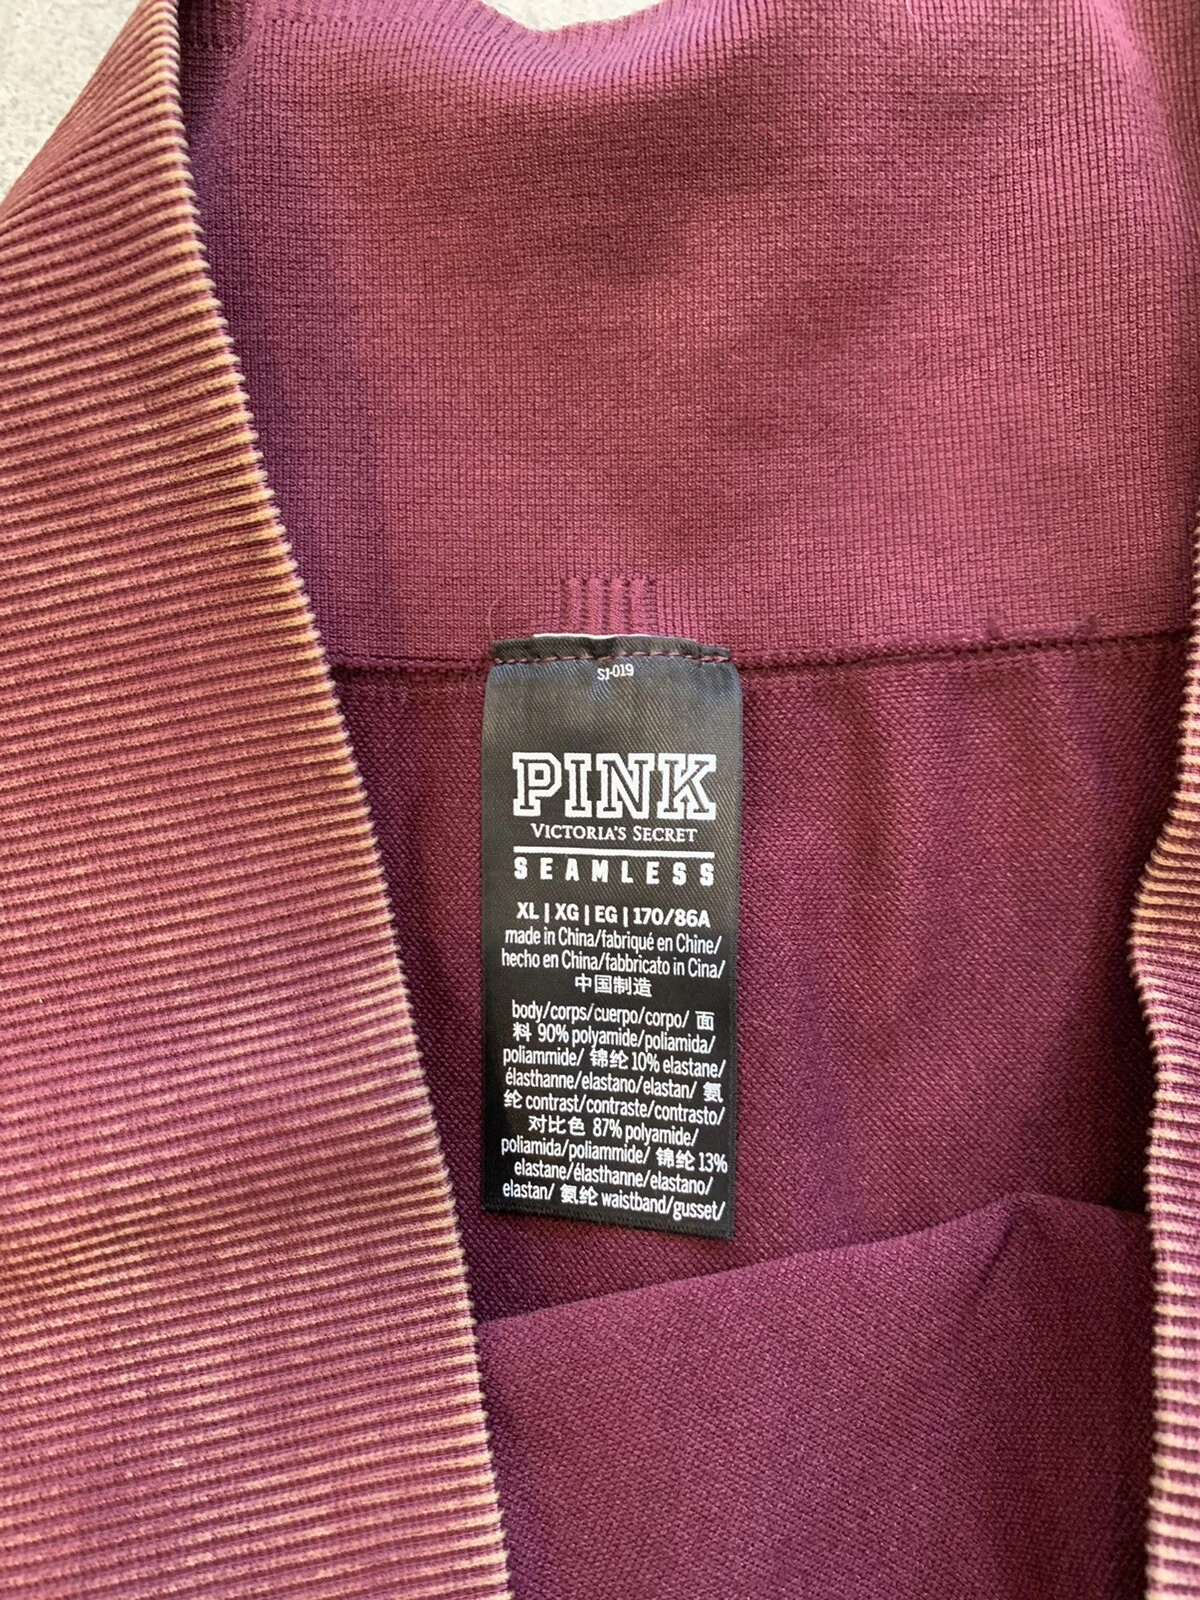 SJ-019
PINK
VICTORIA'S SECRET
SEAMLESS
XL | XG | EG | 170/86A
made in China/fabriqué en Chine/
hecho en China/fabbricato in Cina/
中国制造
body/corps/cuerpo/corpo/ 面
料 90% polyamide/poliamida/
poliammide/ 锦纶 10% elastane/
élasthanne/elastano/elastan/ 氨
纶 contrast/contraste/contrasto/
对比色 87% polyamide/
poliamida/poliammide/ 锦纶 13%
elastane/élasthanne/elastano/
elastan/ 氨纶 waistband/gusset/